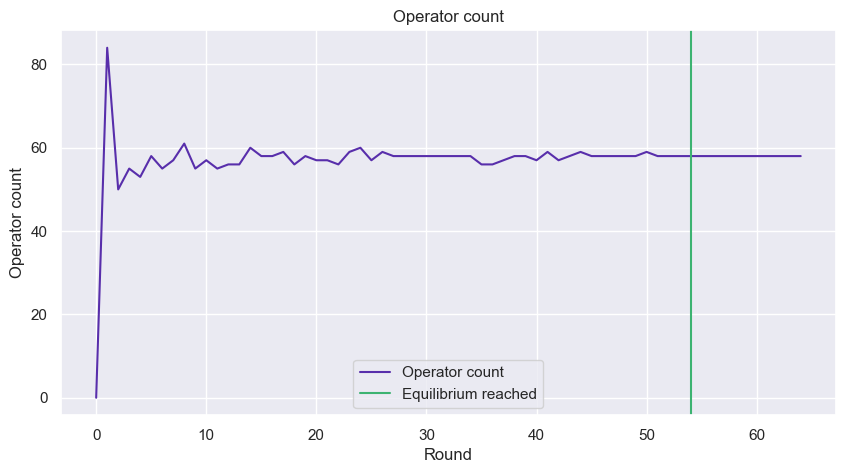 Operator count
Operator count
80
60
40
20
0
Operator count
Equilibrium reached
0 10 20 30 40 50 60
Round